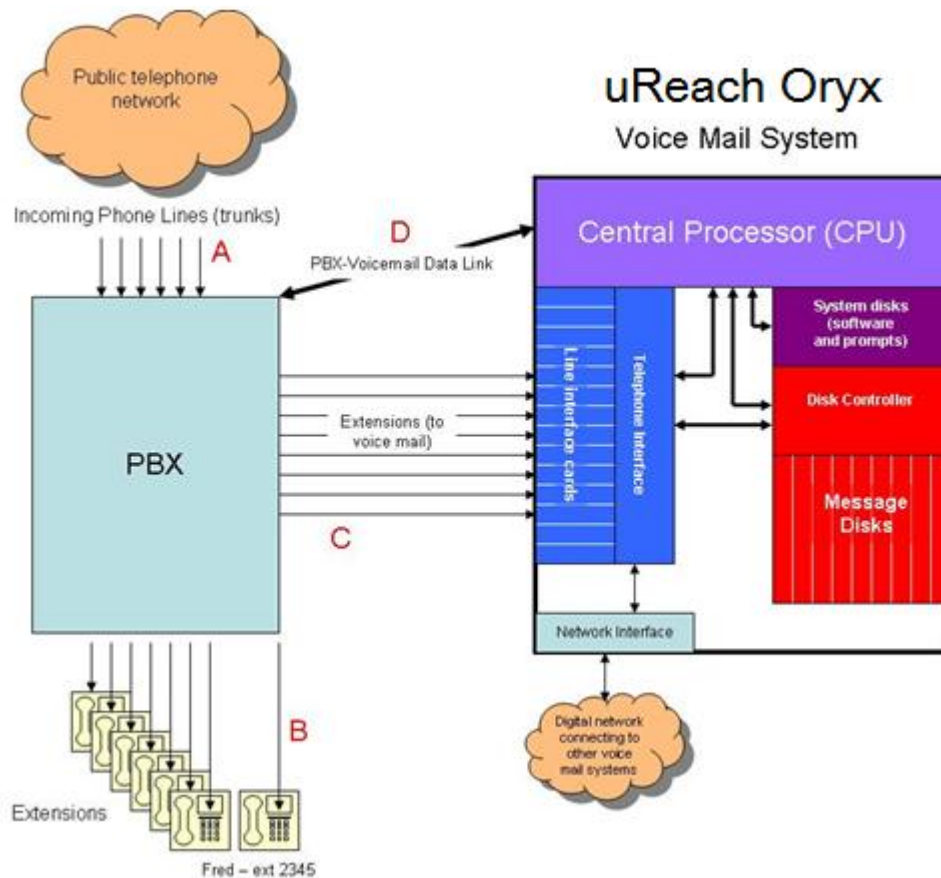 Public telephone
network
uReach Oryx
Voice Mail System
Incoming Phone Lines (trunks)
A
D
PBX-Voicemail Data Link
Central Processor (CPU)
System disks
(software
and prompts)
Line interface cards
Telephone Interface
Disk Controller
Extensions (to
voice mail)
PBX
Message
Disks
C
Network Interface
B
Digital network
connecting to
other voice
mail systems
Extensions
Fred – ext 2345